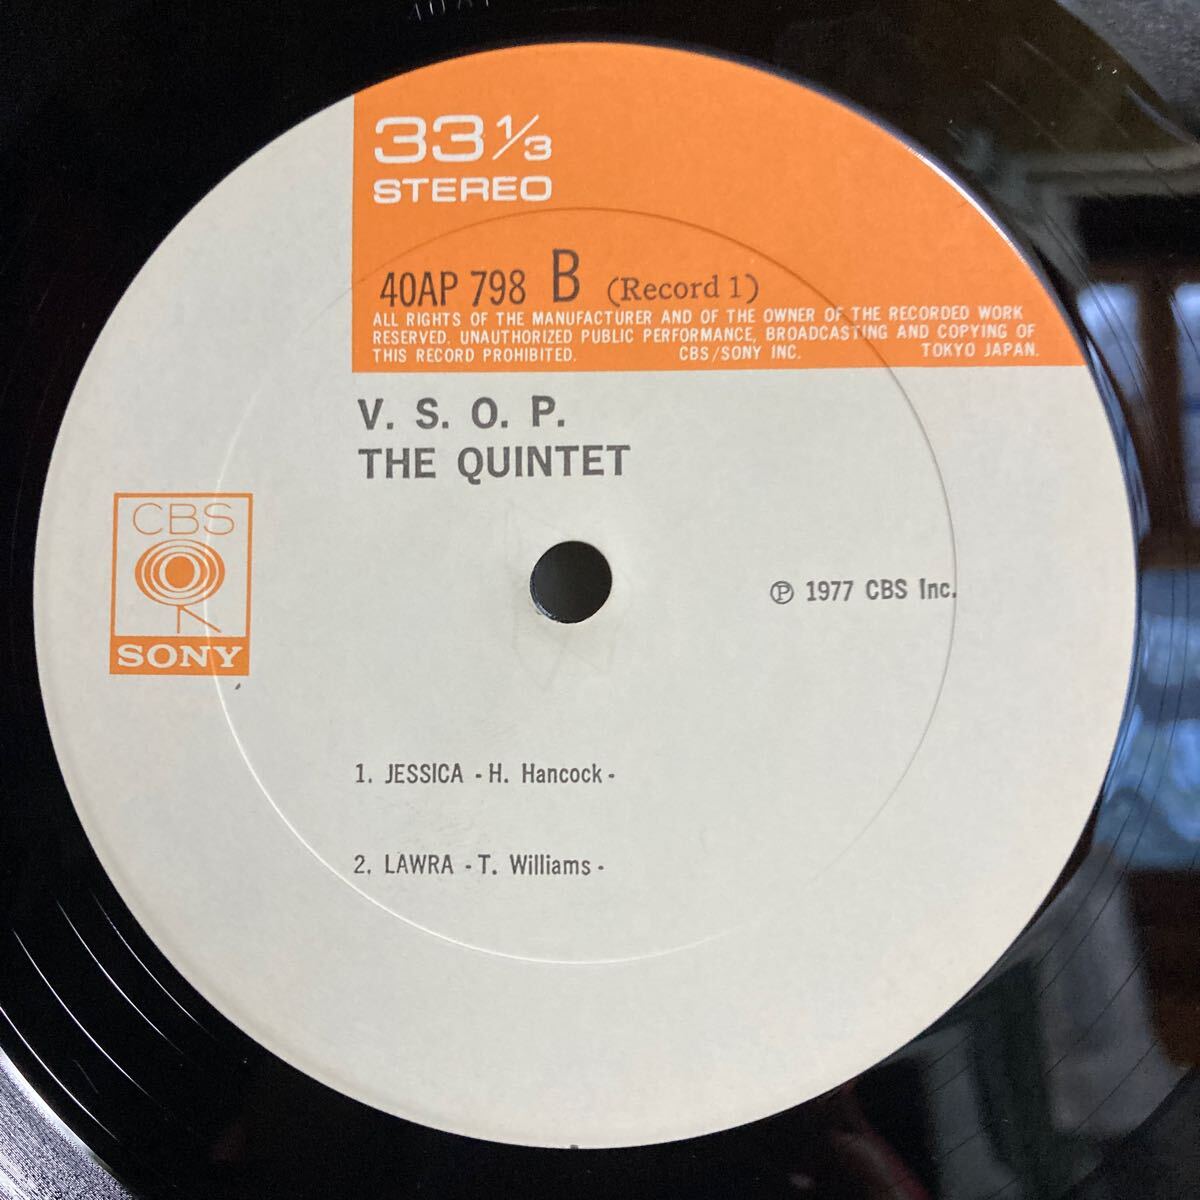 33 1/3
STEREO
40AP 798 B (Record 1)
ALL RIGHTS OF THE MANUFACTURER AND OF THE OWNER OF THE RECORDED WORK
RESERVED. UNAUTHORIZED PUBLIC PERFORMANCE, BROADCASTING AND COPYING OF
THIS RECORD PROHIBITED. CBS/SONY INC. TOKYO JAPAN.
V. S. O. P.
THE QUINTET
CBS
SONY
Ⓟ 1977 CBS Inc.
1. JESSICA - H. Hancock -
2. LAWRA - T. Williams -